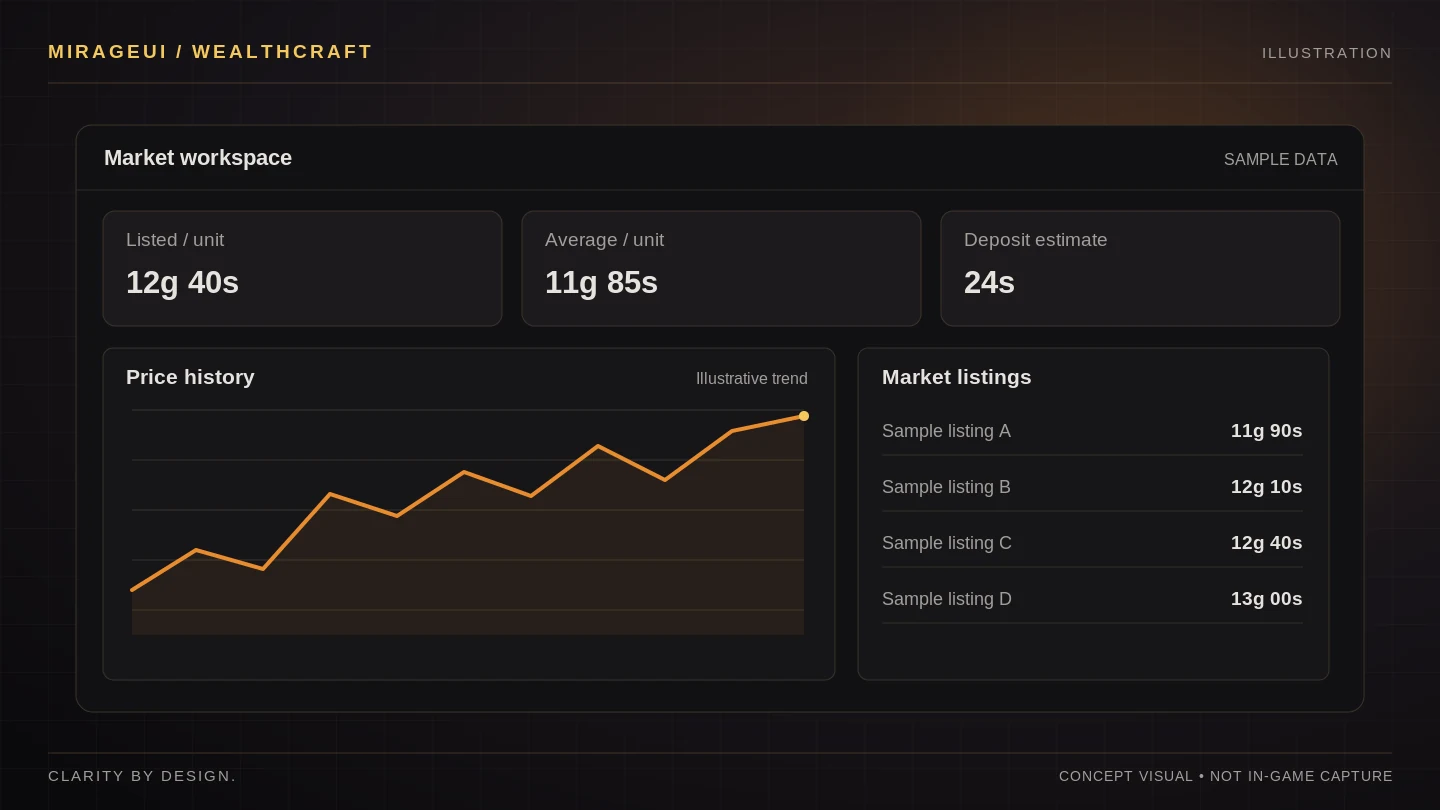 MIRAGEUI / WEALTHCRAFT
ILLUSTRATION
Market workspace
SAMPLE DATA
Listed / unit
12g 40s
Average / unit
11g 85s
Deposit estimate
24s
Price history
Illustrative trend
Market listings
Sample listing A 11g 90s
Sample listing B 12g 10s
Sample listing C 12g 40s
Sample listing D 13g 00s
CLARITY BY DESIGN.
CONCEPT VISUAL • NOT IN-GAME CAPTURE